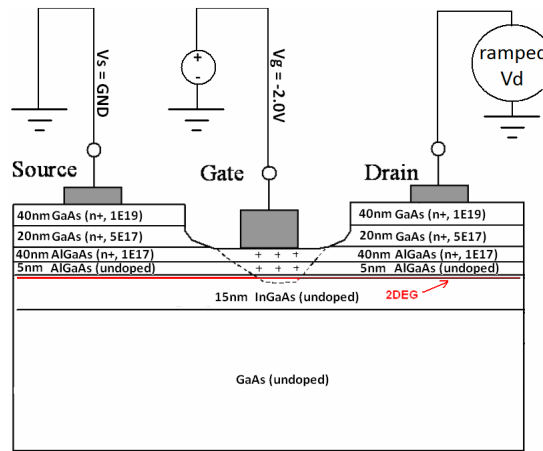 Vs = GND
+
-
Vg = -2.0V
ramped
Vd
Source
Gate
Drain
40nm GaAs (n+, 1E19)
40nm GaAs (n+, 1E19)
20nm GaAs (n+, 5E17)
20nm GaAs (n+, 5E17)
40nm AlGaAs (n+, 1E17)
+ + +
40nm AlGaAs (n+, 1E17)
5nm AlGaAs (undoped)
+ + +
5nm AlGaAs (undoped)
2DEG
15nm InGaAs (undoped)
GaAs (undoped)